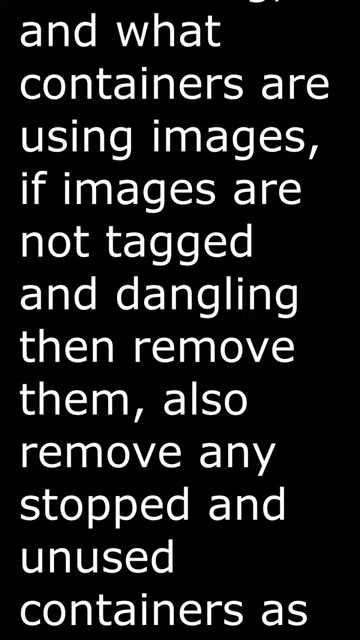 and what
containers are
using images,
if images are
not tagged
and dangling
then remove
them, also
remove any
stopped and
unused
containers as